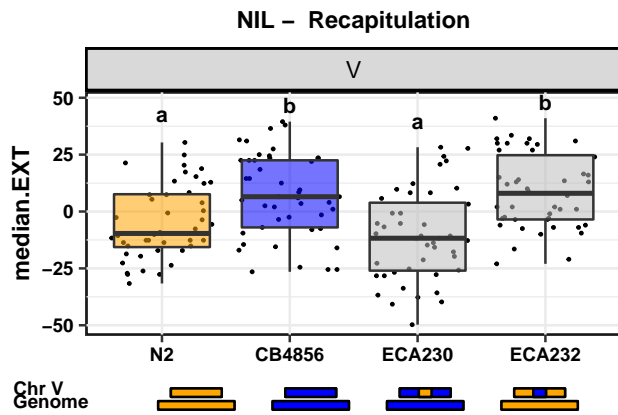 NIL – Recapitulation
V
a
b
a
b
median.EXT
50
25
0
−25
−50
N2
CB4856
ECA230
ECA232
Chr V
Genome